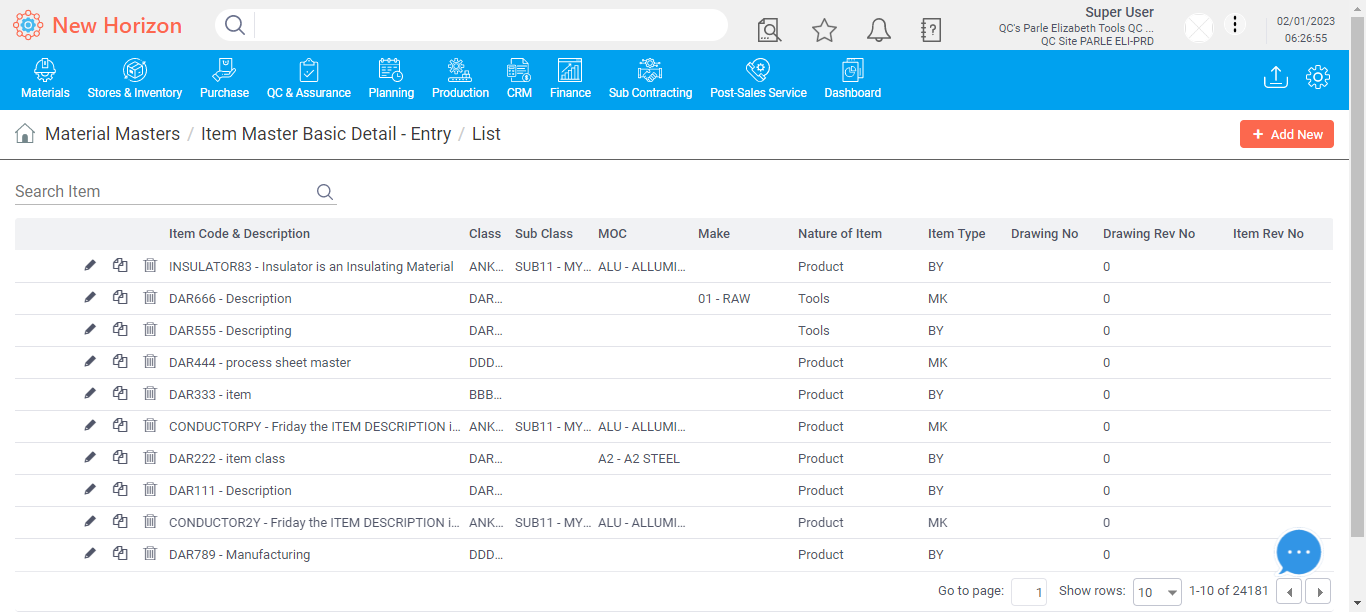 New Horizon
Super User
QC's Parle Elizabeth Tools QC ...
QC Site PARLE ELI-PRD
02/01/2023
06:26:55
Materials Stores & Inventory Purchase QC & Assurance Planning Production CRM Finance Sub Contracting Post-Sales Service Dashboard
Material Masters / Item Master Basic Detail - Entry / List
+ Add New
Search Item
Item Code & Description Class Sub Class MOC Make Nature of Item Item Type Drawing No Drawing Rev No Item Rev No
INSULATOR83 - Insulator is an Insulating Material ANK... SUB11 - MY... ALU - ALLUMI... Product BY 0
DAR666 - Description DAR... 01 - RAW Tools MK 0
DAR555 - Descripting DAR... Tools BY 0
DAR444 - process sheet master DDD... Product MK 0
DAR333 - item BBB... Product BY 0
CONDUCTORPY - Friday the ITEM DESCRIPTION i... ANK... SUB11 - MY... ALU - ALLUMI... Product MK 0
DAR222 - item class DAR... A2 - A2 STEEL Product BY 0
DAR111 - Description DAR... Product BY 0
CONDUCTOR2Y - Friday the ITEM DESCRIPTION i... ANK... SUB11 - MY... ALU - ALLUMI... Product MK 0
DAR789 - Manufacturing DDD... Product BY 0
Go to page: 1 Show rows: 10 1-10 of 24181